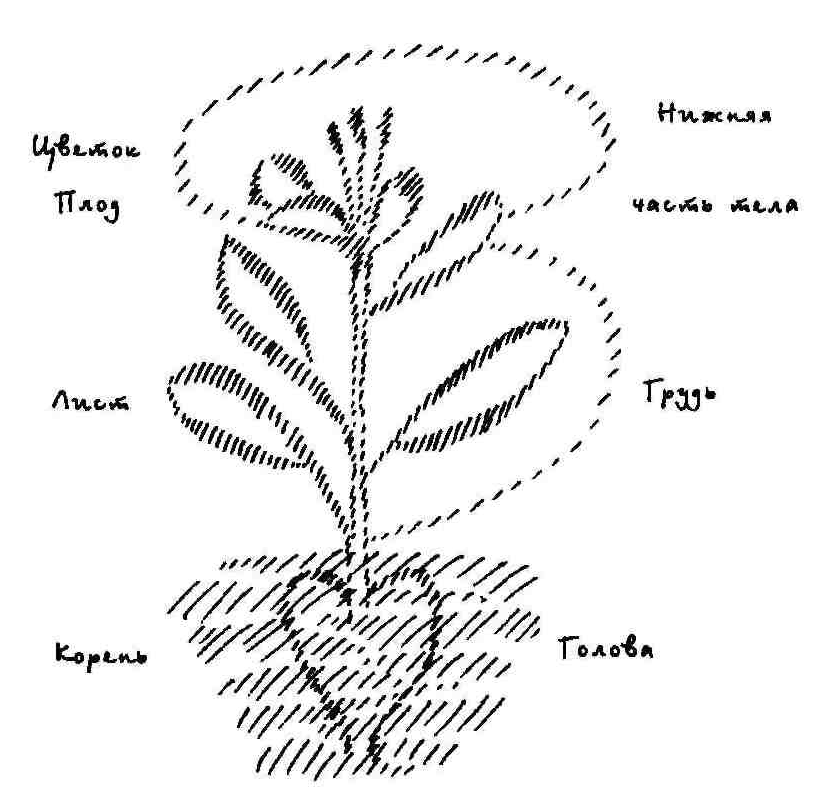 Нижняя
Цветок
Плод
часть тела
Лист
Грудь
Корень
Голова